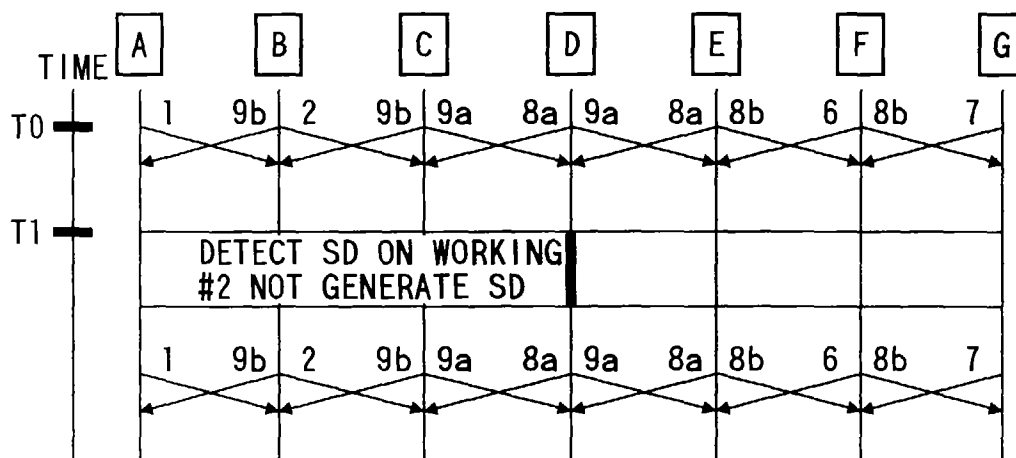 A B C D E F G
TIME
T0 1 9b 2 9b 9a 8a 9a 8a 8b 6 8b 7
T1
DETECT SD ON WORKING
#2 NOT GENERATE SD
1 9b 2 9b 9a 8a 9a 8a 8b 6 8b 7